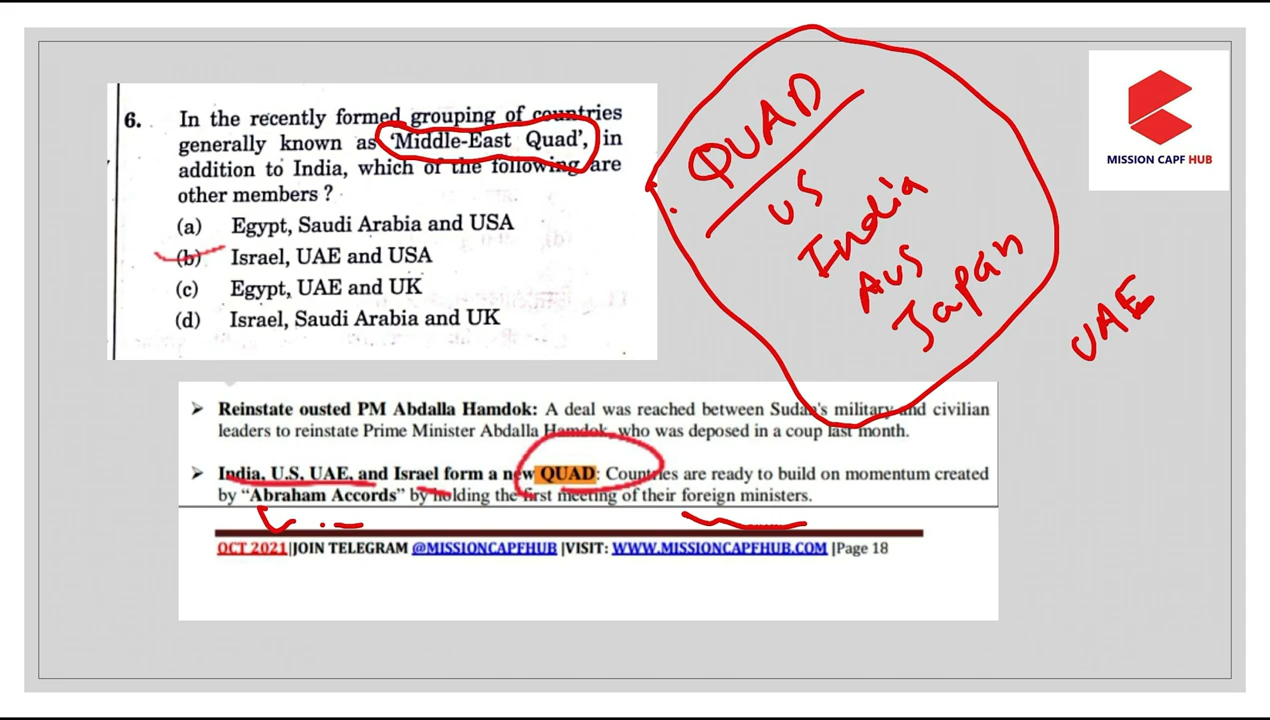 6. In the recently formed grouping of countries
generally known as 'Middle-East Quad', in
addition to India, which of the following are
other members ?
(a) Egypt, Saudi Arabia and USA
(b) Israel, UAE and USA
(c) Egypt, UAE and UK
(d) Israel, Saudi Arabia and UK
QUAD
US
India
AUS
Japan
UAE
MISSION CAPF HUB
➢ Reinstate ousted PM Abdalla Hamdok: A deal was reached between Sudan's military and civilian
leaders to reinstate Prime Minister Abdalla Hamdok, who was deposed in a coup last month.
➢ India, U.S, UAE, and Israel form a new QUAD: Countries are ready to build on momentum created
by “Abraham Accords” by holding the first meeting of their foreign ministers.
OCT 2021|JOIN TELEGRAM @MISSIONCAPFHUB |VISIT: WWW.MISSIONCAPFHUB.COM |Page 18